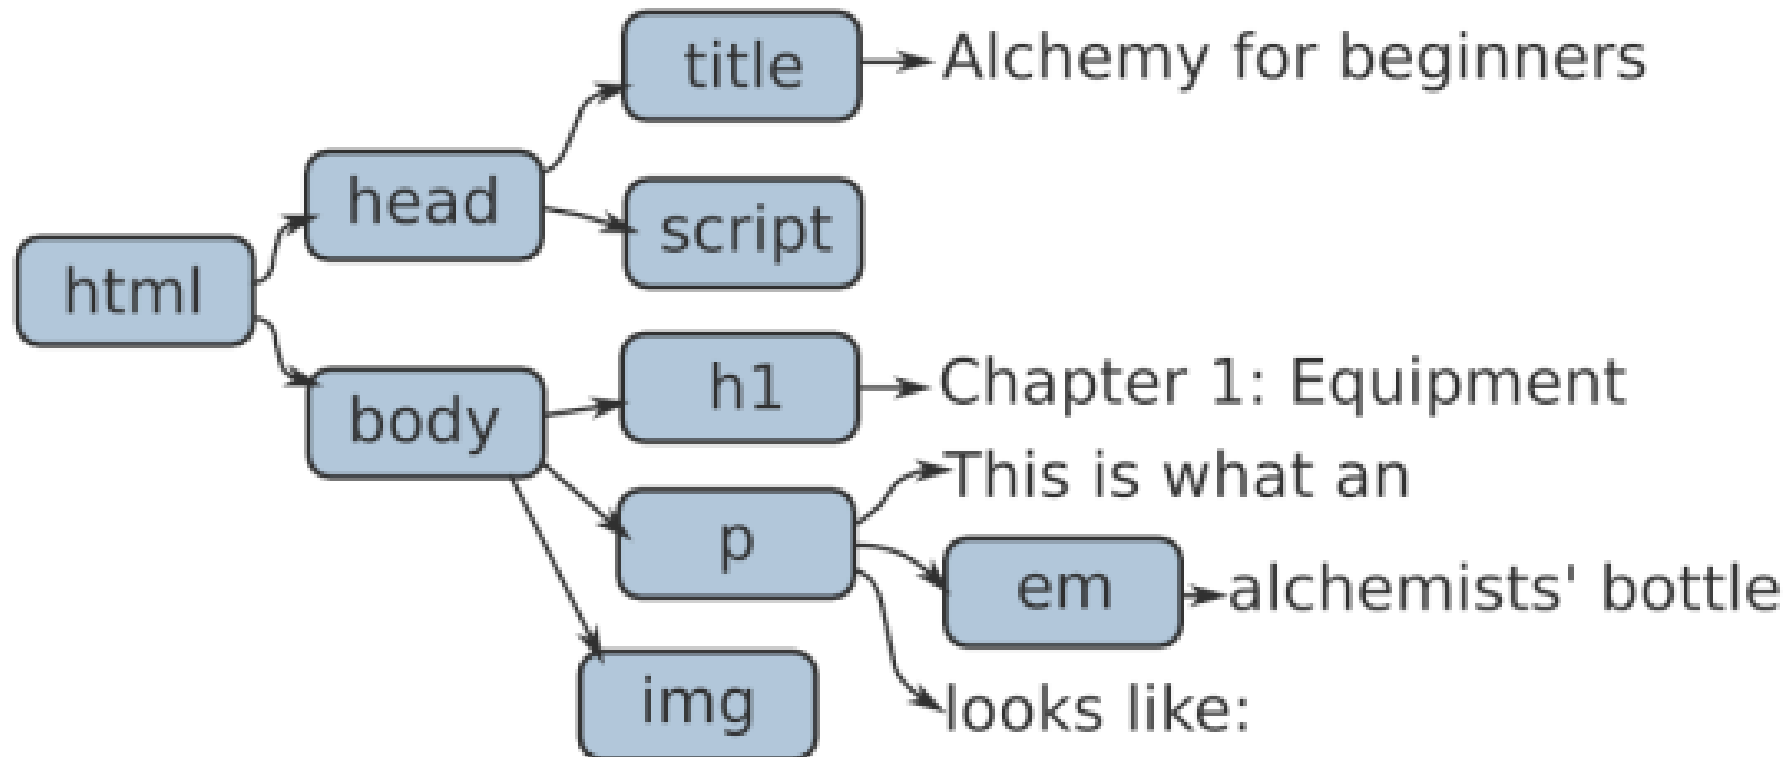 title
Alchemy for beginners
head
script
html
h1
Chapter 1: Equipment
body
This is what an
p
em
alchemists' bottle
img
looks like: